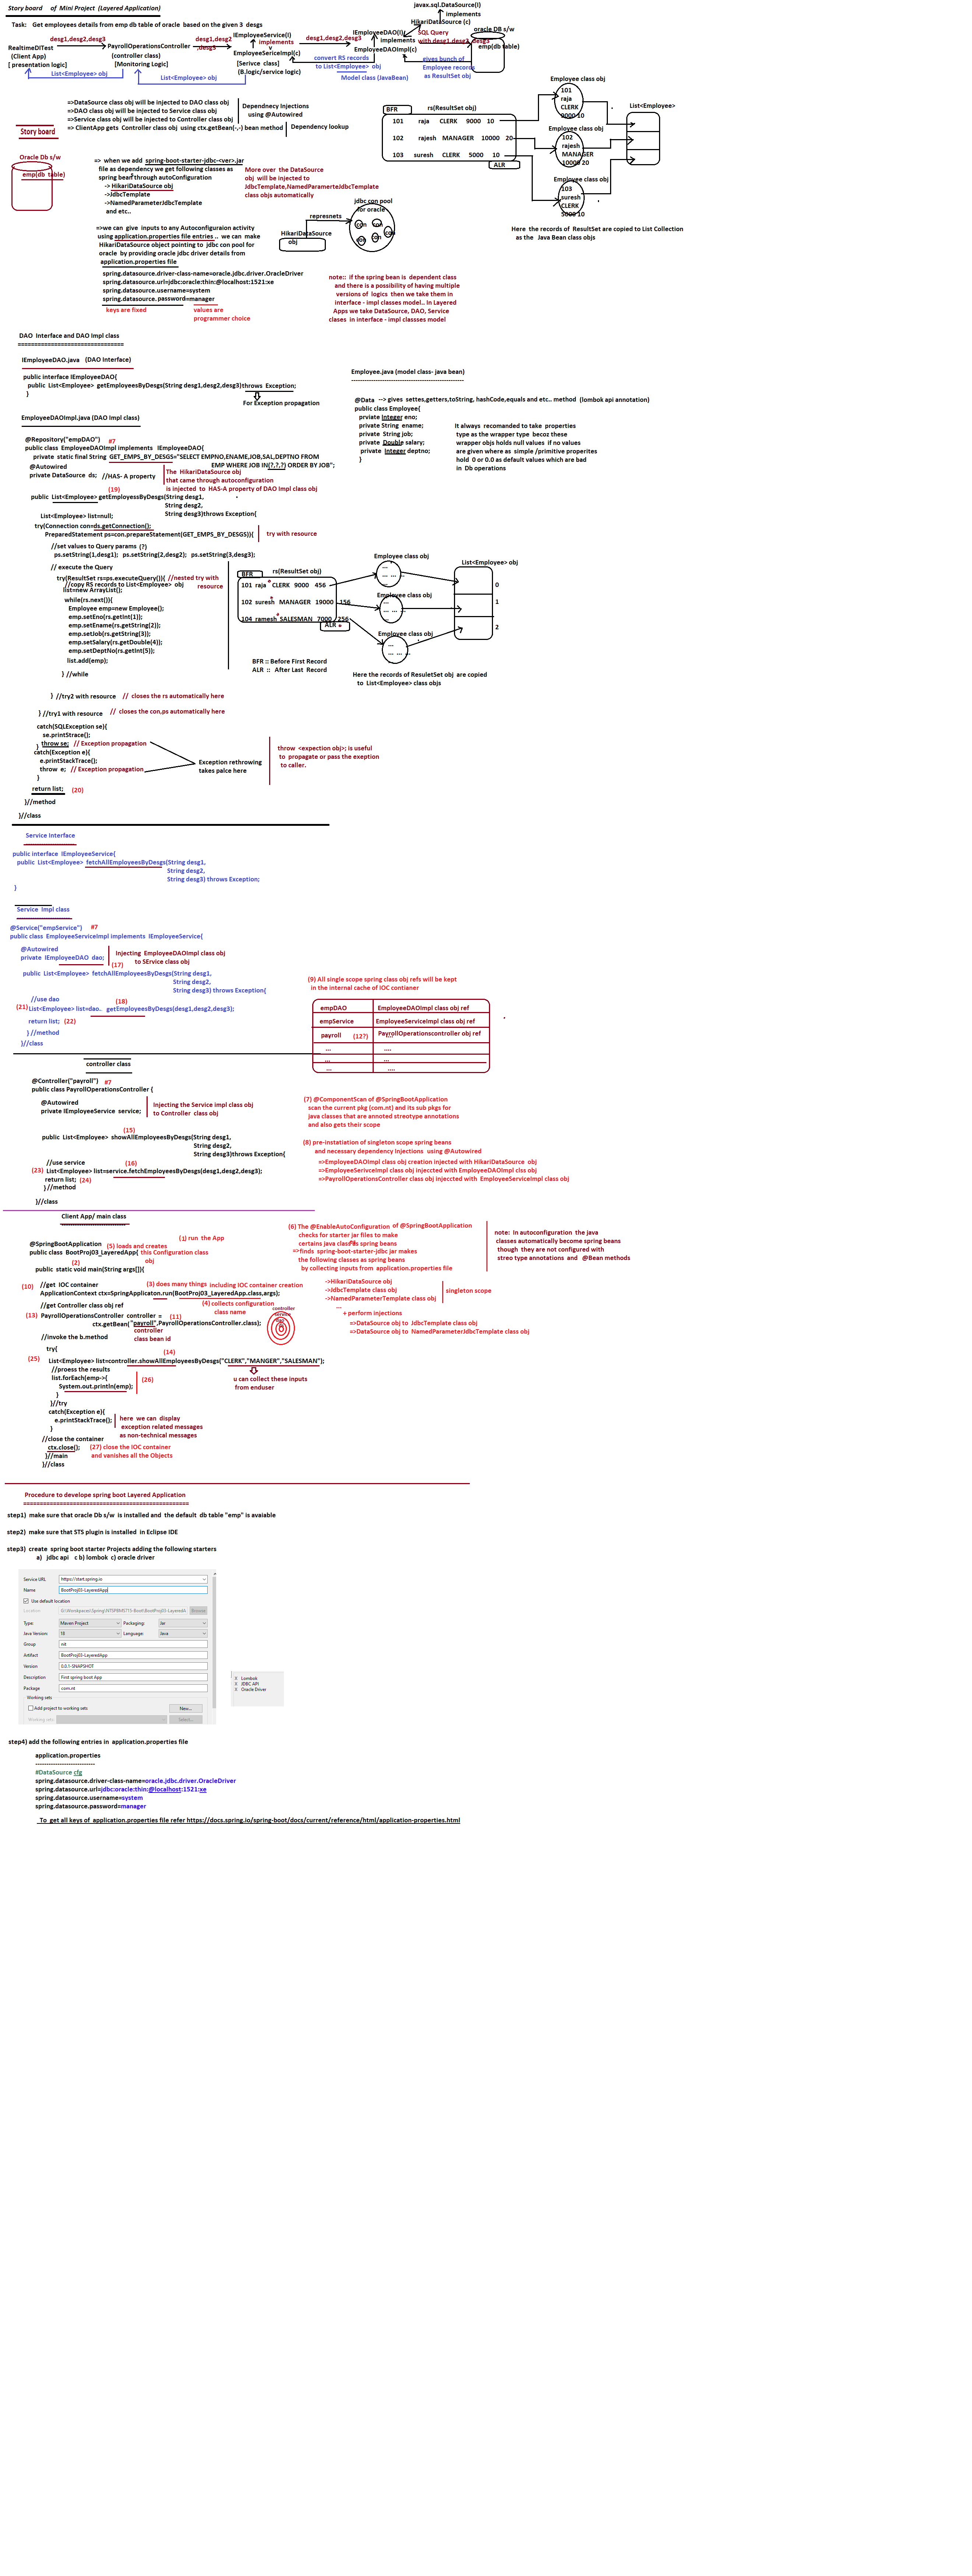 Story board    of  Mini Project  (Layered Application)
Task:   Get employees details from emp db table of oracle  based on the given 3  desgs
javax.sql.DataSource(I)
implements
HikariDataSource (c)
desg1,desg2,desg3
RealtimeDITest
(Client App)
[ presentation logic]
List<Employee> obj
PayrollOperationsController
(controller class)
[Monitoring Logic]
desg1,desg2
,desg3
List<Employee> obj
IEmployeeService(I)
implements
EmployeeSericeImpl(c)
[Serivce  class]
(B.logic/service logic)
desg1,desg2,desg3
convert RS records
to List<Employee>  obj
Model class (JavaBean)
IEmployeeDAO(I)
implements
EmployeeDAOImpl(c)
SQL Query
with desg1,desg2, desg3
gives bunch of
Employee records
as ResultSet obj
oracle DB s/w
emp(db table)
=>DataSource class obj will be injected to DAO class obj
=>DAO class obj will be injected to Service class obj
=>Service class obj will be injected to Controller class obj
=> ClientApp gets  Controller class obj  using ctx.getBean(-,-) bean method
Dependnecy Injections
using @Autowired
Dependency lookup
Story board
BFR
rs(ResultSet obj)
101   raja   CLERK   9000   10
102   rajesh   MANAGER   10000   20
103   suresh   CLERK   5000   10
ALR
Employee class obj
101
raja
CLERK
9000 10
Employee class obj
102
rajesh
MANAGER
10000 20
Employee class obj
103
suresh
CLERK
5000 10
List<Employee>
Here  the records of  ResultSet are copied to List Collection
as the  Java Bean class objs
Oracle Db s/w
emp(db  table)
=>  when we add  spring-boot-starter-jdbc-<ver>.jar
file as dependency we get following classes as
spring beans through autoConfiguration
-> HikariDataSource obj
->JdbcTemplate
->NamedParameterJdbcTemplate
and etc..
More over  the DataSource
obj  will be injected to
JdbcTemplate,NamedParamerteJdbcTemplate
class objs automatically
=>we can give  inputs to any Autoconfiguraion activity
using application.properties file entries ..  we can  make
HikariDataSource object pointing to  jdbc con pool for
oracle  by providing oracle jdbc driver details from
application.properties file
represnets
HikariDataSource
obj
jdbc con pool
for oracle
con
con
con
con
con
spring.datasource.driver-class-name=oracle.jdbc.driver.OracleDriver
spring.datasource.url=jdbc:oracle:thin:@localhost:1521:xe
spring.datasource.username=system
spring.datasource. password=manager
keys are fixed
values are
programmer choice
note::  if the spring bean is  dependent class
and there is a possibility of having multiple
versions of  logics  then we take them in
interface - impl classes model.. In Layered
Apps we take DataSource, DAO, Service
clases  in interface - impl classses model
DAO  Interface and DAO Impl class
================================
IEmployeeDAO.java   (DAO Interface)
public interface IEmployeeDAO{
public  List<Employee>  getEmployeesByDesgs(String desg1,desg2,desg3)throws  Exception;
}
For Exception propagation
Employee.java (model class- java bean)
---------------------------------------------------
@Data  --> gives  settes,getters,toString, hashCode,equals and etc.. method  (lombok api annotation)
public class Employee{
prviate Integer eno;
private String  ename;
private  String job;
private  Double salary;
private  Integer deptno;
}
It always  recomanded to take  properties
type as the wrapper type  becoz these
wrapper objs holds null values  if no values
are given where as  simple /primitive properites
hold  0 or 0.0 as default values which are bad
in  Db operations
EmployeeDAOImpl.java (DAO Impl class)
@Repository("empDAO")   #7
public class EmployeeDAOImpl implements   IEmployeeDAO{
private  static final String  GET_EMPS_BY_DESGS="SELECT EMPNO,ENAME,JOB,SAL,DEPTNO FROM
EMP WHERE JOB IN(?,?,?) ORDER BY JOB";
@Autowired
private DataSource  ds;  //HAS- A property
The  HikariDataSource obj
that came through autoconfiguration
is injected  to  HAS-A property of DAO Impl class obj
(19)
public  List<Employee> getEmployessByDesgs(String desg1,
String desg2,
String desg3)throws Exception{
List<Employee> list=null;
try(Connection con=ds.getConnection();
PreparedStatement ps=con.prepareStatement(GET_EMPS_BY_DESGS)){
try with resource
//set values to Query params  (?)
ps.setString(1,desg1);   ps.setString(2,desg2);   ps.setString(3,desg3);
// execute the Query
try(ResultSet rs=ps.executeQuery()){  //nested try with
resource
//copy RS records to List<Employee>  obj
list=new ArrayList();
while(rs.next()){
Employee emp=new Employee();
emp.setEno(rs.getInt(1));
emp.setEname(rs.getString(2));
emp.setJob(rs.getString(3));
emp.setSalary(rs.getDouble(4));
emp.setDeptNo(rs.getInt(5));
list.add(emp);
} //while
BFR
rs(ResultSet obj)
101  raja   CLERK   9000   456
102  suresh   MANAGER   19000   156
104  ramesh SALESMAN  7000   256
ALR
BFR :: Before First Record
ALR  ::   After Last  Record
Employee class obj
...
... ... ...
...
Employee class obj
...
... ... ...
...
Employee class obj
...
... ... ...
...
List<Employee> obj
0
1
2
Here the records of ResuletSet obj  are copied
to  List<Employee> class objs
}  //try2 with resource   //  closes the rs automatically here
} //try1 with resource    //  closes the con,ps automatically here
catch(SQLException se){
se.printStrace();
throw se;   // Exception propagation
}
catch(Exception e){
e.printStackTrace();
throw  e;   // Exception propagation
}
Exception rethrowing
takes palce here
throw  <expection obj>; is useful
to  propagate or pass the exeption
to caller.
return list;    (20)
}//method
}//class
Service Interface
public interface  IEmployeeService{
public  List<Employee>  fetchAllEmployeesByDesgs(String desg1,
String desg2,
String desg3) throws Exception;
}
Service  Impl class
@Service("empService")    #7
public class  EmployeeServiceImpl implements  IEmployeeService{
@Autowired
private  IEmployeeDAO  dao;
Injecting  EmployeeDAOImpl class obj
to SErvice class obj
(17)
public  List<Employee>  fetchAllEmployeesByDesgs(String desg1,
String desg2,
String desg3) throws Exception{
//use dao
(18)
(21) List<Employee> list=dao.   getEmployeesByDesgs(desg1,desg2,desg3);
return list;  (22)
} //method
}//class
(9) All single scope spring class obj refs will be kept
in the internal cache of IOC contianer
empDAO   EmployeeDAOImpl class obj ref
empService   EmployeeServiceImpl class obj ref
payroll   (12?)   PayrollOperationscontroller obj ref
...   ....
...   ...
...   ....
controller class
@Controller("payroll")   #7
public class PayrollOperationsController {
@Autowired
private IEmployeeService  service;
Injecting the Service impl class obj
to Controller  class obj
(15)
public  List<Employee>  showAllEmployeesByDesgs(String desg1,
String desg2,
String desg3)throws Exception{
//use service
(16)
(23)  List<Employee> list=service.fetchEmployeesByDesgs(desg1,desg2,desg3);
return list;  (24)
} //method
}//class
(7) @ComponentScan of @SpringBootApplication
scan the current pkg (com.nt) and its sub pkgs for
java classes that are annoted streotype annotations
and also gets their scope
(8) pre-instatiation of singleton scope spring beans
and necessary dependency injections  using @Autowired
=>EmployeeDAOImpl class obj creation injected with HikariDataSource  obj
=>EmployeeSerivceImpl class obj injeccted with EmployeeDAOImpl clss obj
=>PayrollOperationsController class obj injeccted with  EmployeeServiceImpl class obj
Client App/ main class
@SpringBootApplication
(5) loads and creates
public  class  BootProj03_LayeredApp{ this Configuration class
obj
(1) run  the App
(2)
public  static void main(String args[]){
(6) The @EnableAutoConfiguration  of @SpringBootApplication
checks for starter jar files to make
certains java classes as spring beans
=>finds  spring-boot-starter-jdbc jar makes
the following classes as spring beans
by collecting inputs from  application.properties file
->HikariDataSource obj
->JdbcTemplate class obj
->NamedParameterTemplate class obj
...
singleton scope
+ perform injections
=>DataSource obj to  JdbcTemplate class obj
=>DataSource obj to  NamedParameterJdbcTemplate class obj
note:  In autoconfiguration  the java
classes automatically become spring beans
though  they are not configured with
streo type annotations  and   @Bean methods
(10)   //get  IOC container
(3) does many things  including IOC container creation
ApplicationContext ctx=SpringApplicaton.run(BootProj03_LayeredApp.class,args);
(4) collects configuration
class name
//get Controller class obj ref
(13)  PayrollOperationsController  controller  =
(11)
ctx.getBean( "payroll",PayrollOperationsController.class);
controller
class bean id
controller
service
//invoke the b.method
try{
(14)
(25)   List<Employee> list=controller.showAllEmployeesByDesgs("CLERK","MANGER","SALESMAN");
//proess the results
list.forEach(emp->{
System.out.println(emp);
}
(26)
u can collect these inputs
from enduser
}//try
catch(Exception e){
e.printStackTrace();
}
here  we can  display
exception related messages
as non-technical messages
//close the container
ctx.close();
(27) close the IOC container
and vanishes all the Objects
}//main
}//class
Procedure to develope spring boot Layered Application
==================================================
step1)  make sure that oracle Db s/w  is installed and  the default  db table "emp" is avaiable
step2)  make sure that STS plugin is installed  in Eclipse IDE
step3)  create  spring boot starter Projects adding the following starters
a)   jdbc api   c b) lombok  c) oracle driver
Service URL   https://start.spring.io
Name   BootProj03-LayeredApp
Use default location
Location
Browse
Type:   Maven Project   Packaging:   Jar
Java Version:   18   Language:   Java
Group   nit
Artifact   BootProj03-LayeredApp
Version   0.0.1-SNAPSHOT
Description   First spring boot App
Package   com.nt
Working sets
Add project to working sets   New...
Working sets:   Select...
X   Lombok
X   JDBC API
X   Oracle Driver
step4) add the following entries in  application.properties file
application.properties
---------------------------
#DataSource cfg
spring.datasource.driver-class-name=oracle.jdbc.driver.OracleDriver
spring.datasource.url=jdbc:oracle:thin:@localhost:1521:xe
spring.datasource.username=system
spring.datasource.password=manager
To  get all keys of  application.properties file refer https://docs.spring.io/spring-boot/docs/current/reference/html/application-properties.html